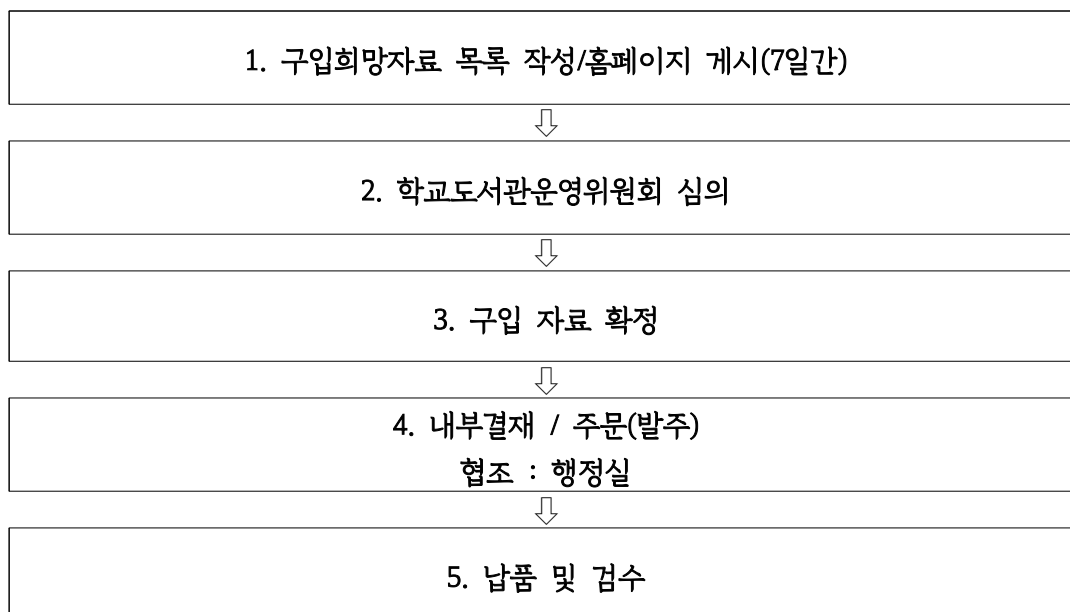 1. 구입희망자료 목록 작성/홈페이지 게시(7일간)
2. 학교도서관운영위원회 심의
3. 구입 자료 확정
4. 내부결재 / 주문(발주)
협조 : 행정실
5. 납품 및 검수